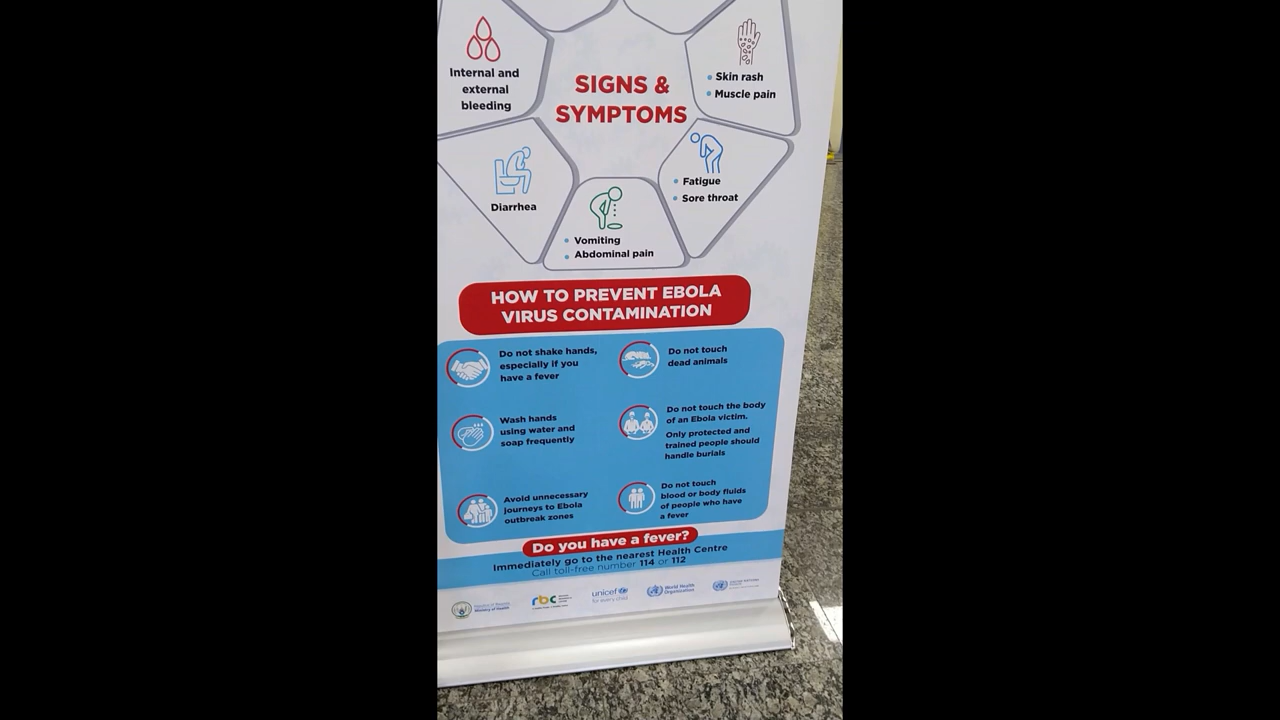 Internal and
external
bleeding
SIGNS &
SYMPTOMS
Skin rash
Muscle pain
Diarrhea
Fatigue
Sore throat
Vomiting
Abdominal pain
HOW TO PREVENT EBOLA
VIRUS CONTAMINATION
Do not shake hands,
especially if you
have a fever
Do not touch
dead animals
Wash hands
using water and
soap frequently
Do not touch the body
of an Ebola victim.
Only protected and
trained people should
handle burials
Avoid unnecessary
journeys to Ebola
outbreak zones
Do not touch
blood or body fluids
of people who have
a fever
Do you have a fever?
Immediately go to the nearest Health Centre
Call toll-free number 114 or 112
Ministry of Health
rbc
unicef
for every child
World Health
Organization